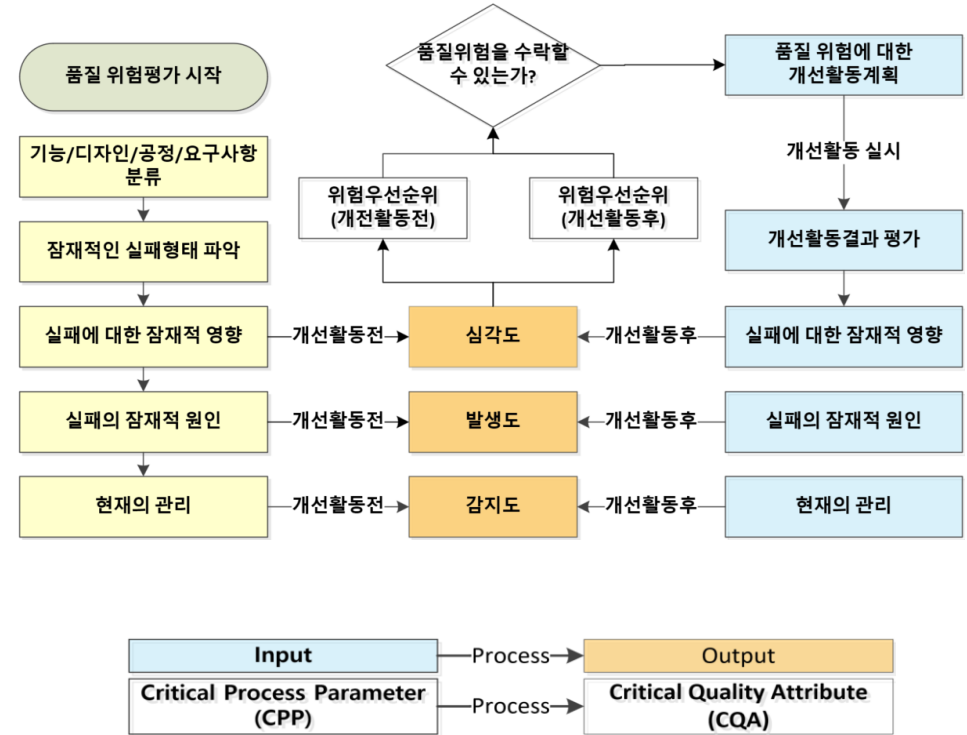 품질 위험평가 시작
기능/디자인/공정/요구사항
분류
잠재적인 실패형태 파악
실패에 대한 잠재적 영향
실패의 잠재적 원인
현재의 관리
개선활동전
개선활동전
개선활동전
품질위험을 수락할
수 있는가?
위험우선순위
(개전활동전)
위험우선순위
(개선활동후)
심각도
발생도
감지도
개선활동후
개선활동후
개선활동후
품질 위험에 대한
개선활동계획
개선활동 실시
개선활동결과 평가
실패에 대한 잠재적 영향
실패의 잠재적 원인
현재의 관리
Input
Process
Output
Critical Process Parameter
(CPP)
Process
Critical Quality Attribute
(CQA)